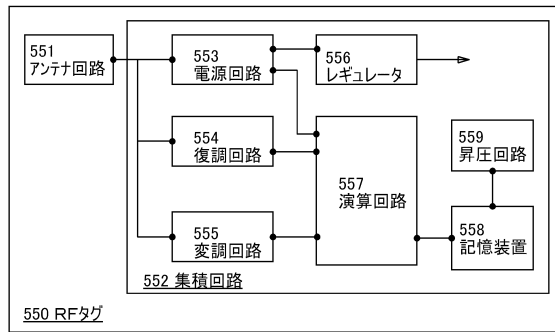 551
アンテナ回路
553
電源回路
556
レギュレータ
554
復調回路
557
演算回路
559
昇圧回路
555
変調回路
558
記憶装置
552 集積回路
550 RFタグ